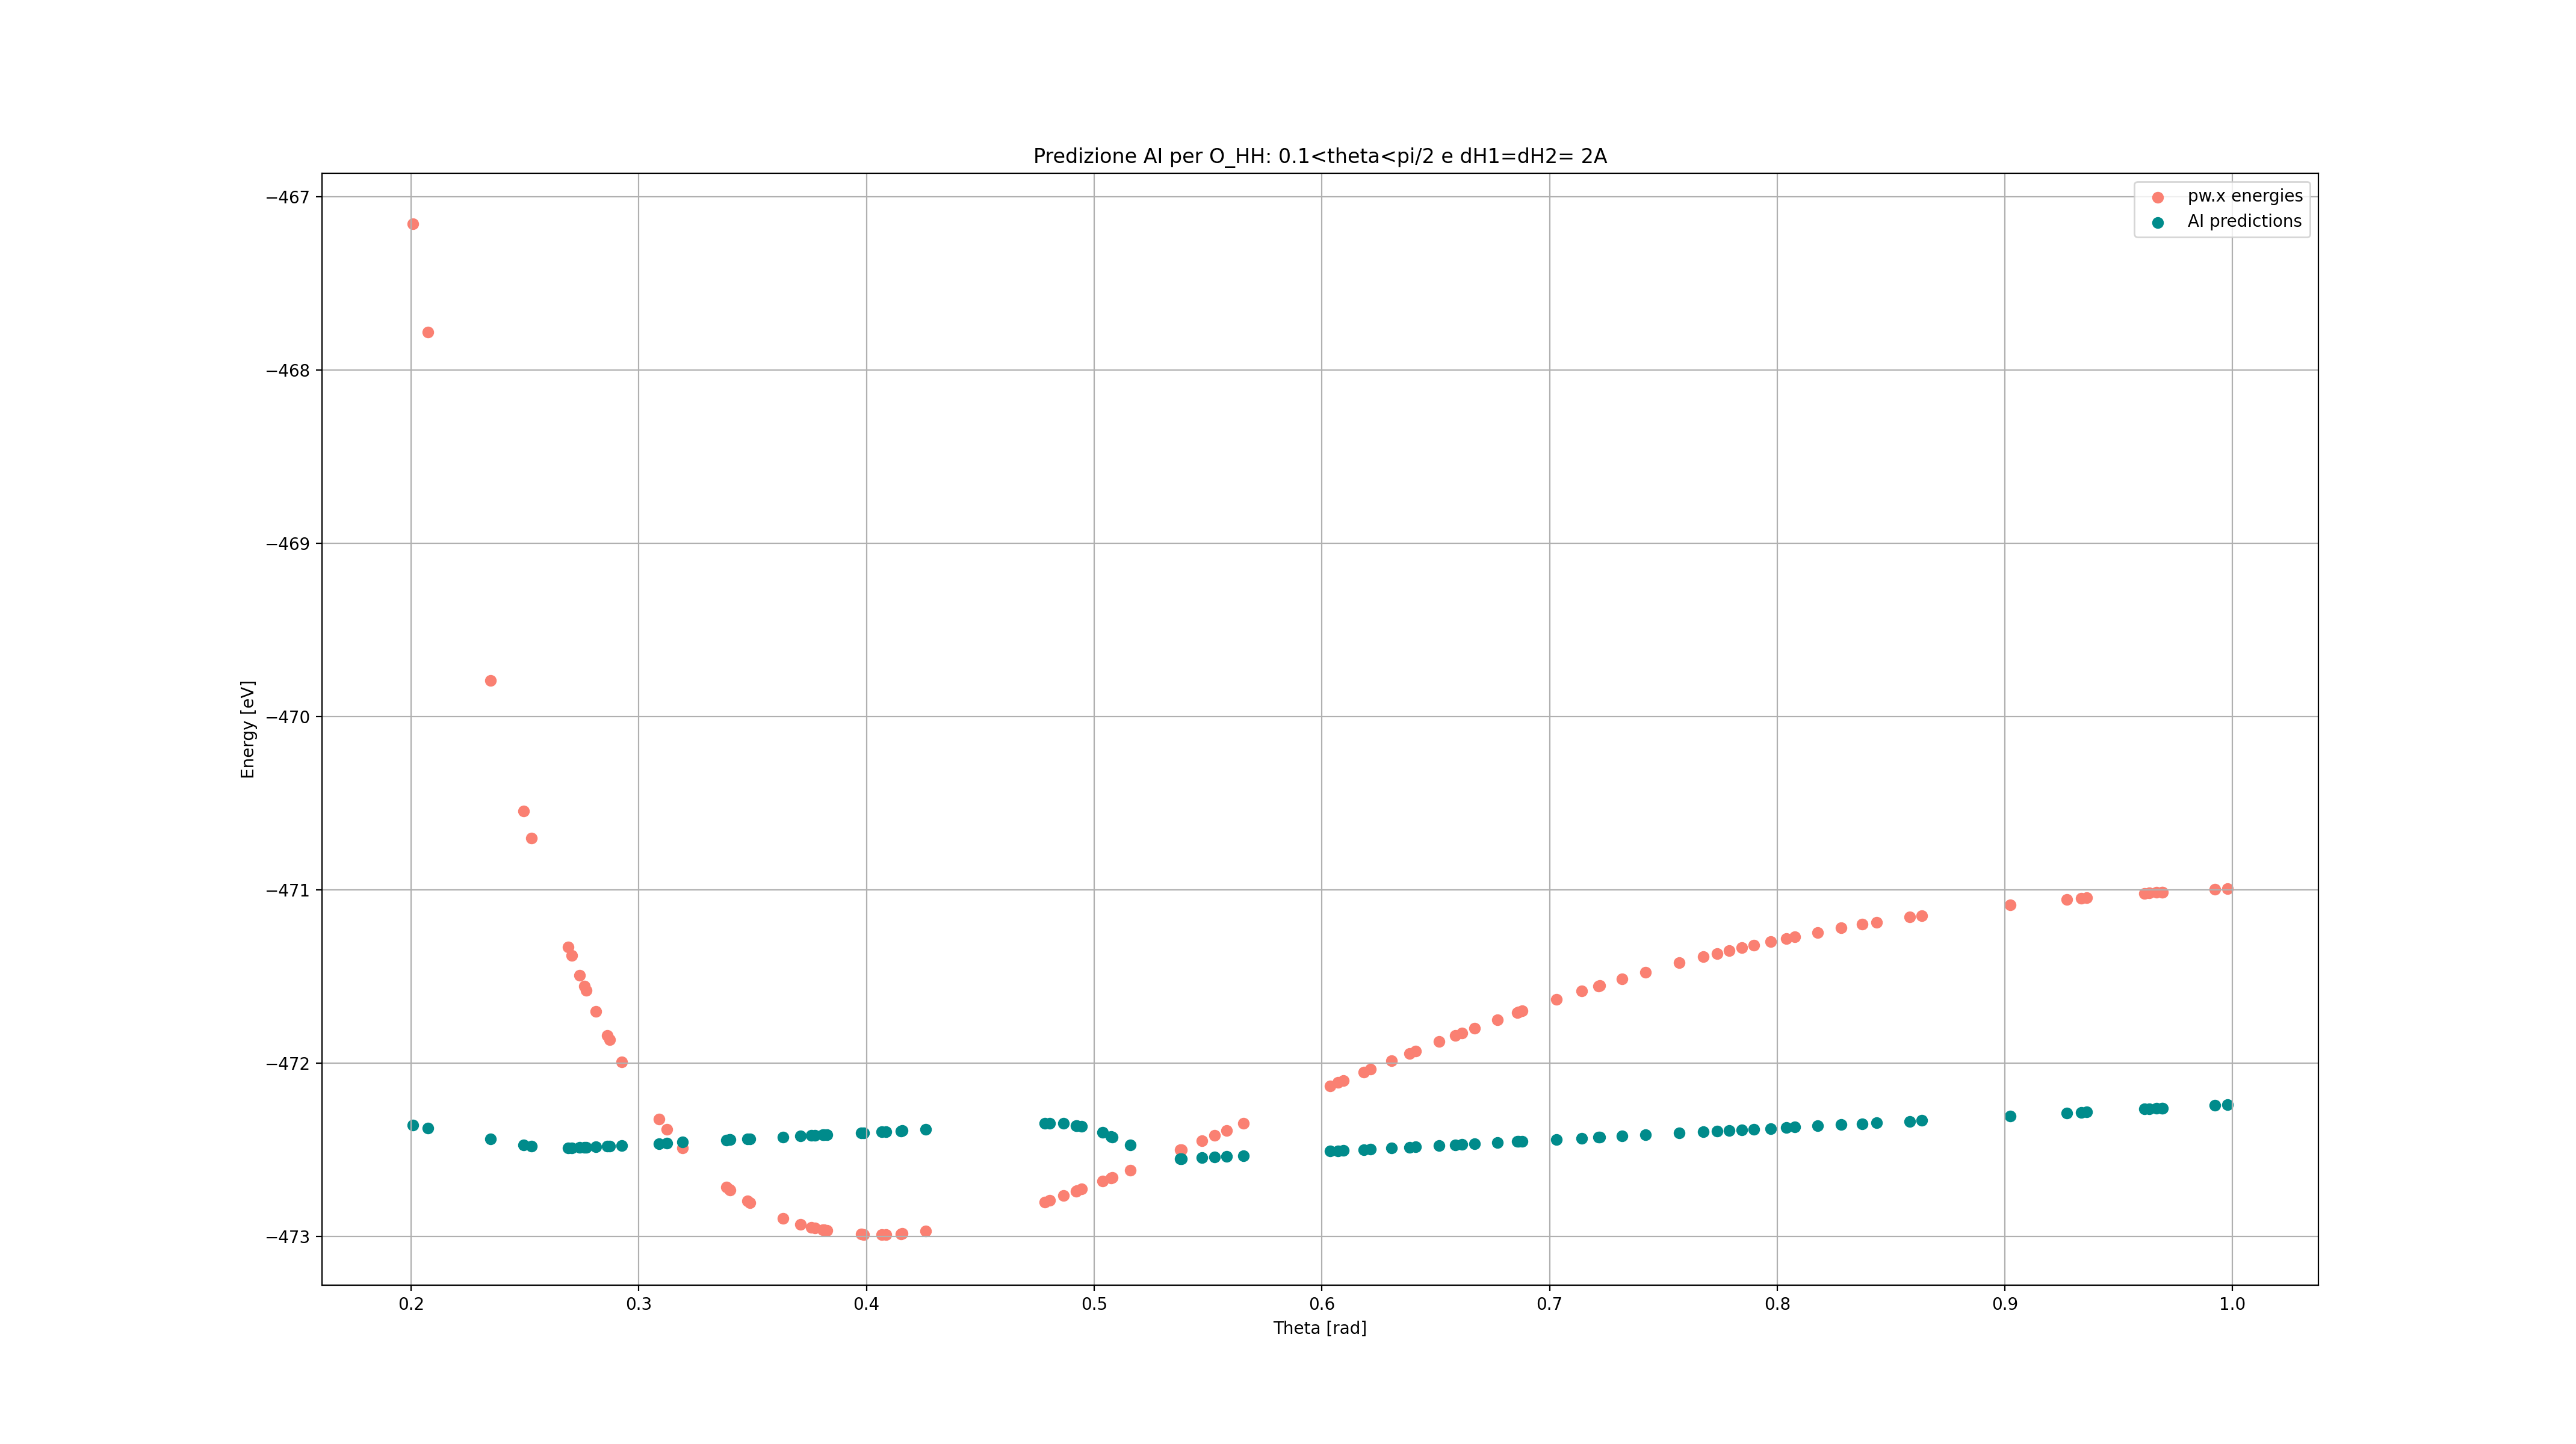 Predizione AI per O_HH: 0.1<theta<pi/2 e dH1=dH2= 2A
pw.x energies
AI predictions
−467
−468
−469
−470
−471
−472
−473
Energy [eV]
0.2 0.3 0.4 0.5 0.6 0.7 0.8 0.9 1.0
Theta [rad]